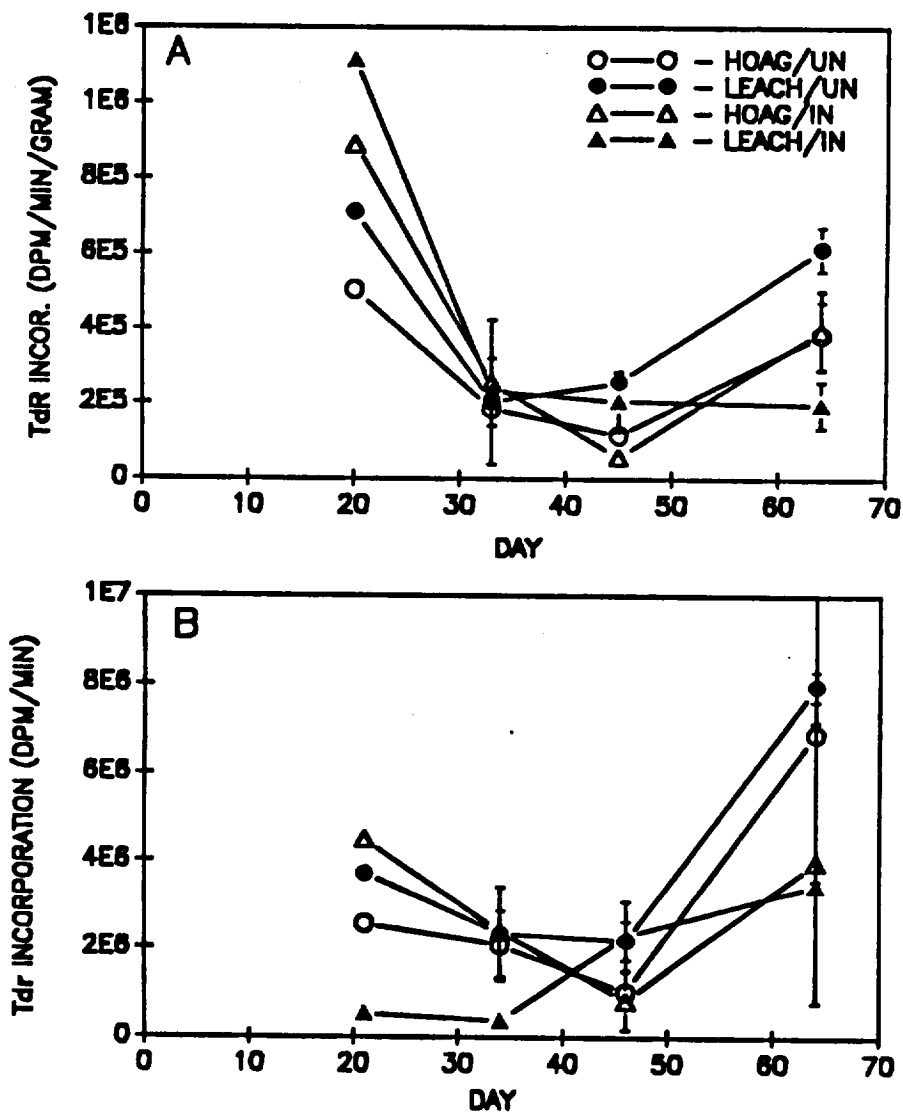 A
1E6
1E6
8E5
6E5
4E5
2E5
0
TdR INCOR. (DPM/MIN/GRAM)
O—O – HOAG/UN
●—● – LEACH/UN
△—△ – HOAG/IN
▲—▲ – LEACH/IN
0 10 20 30 40 50 60 70
DAY
B
1E7
8E6
6E6
4E6
2E6
0
Tdr INCORPORATION (DPM/MIN)
0 10 20 30 40 50 60 70
DAY